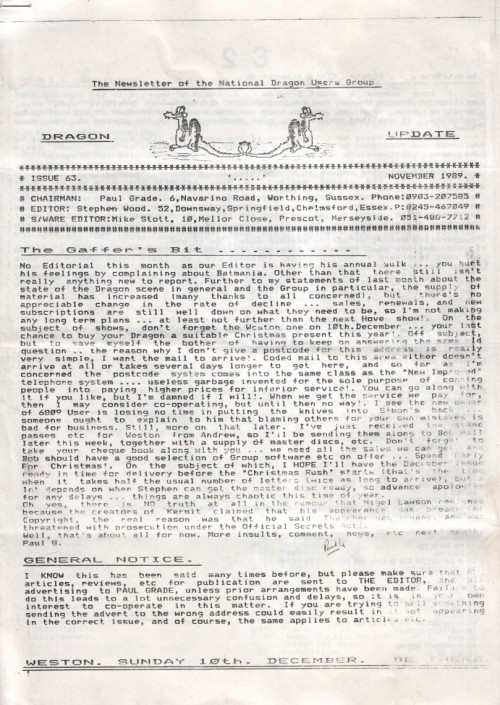 The Newsletter of the National Dragon Users Group
DRAGON UPDATE
* ISSUE 63. '.....' NOVEMBER 1989. *
* CHAIRMAN: Paul Grade. 6,Navarino Road, Worthing, Sussex. Phone:0903-207585 *
* EDITOR: Stephen Wood. 52,Downsway,Springfield,Chelmsford,Essex.P:0245-467049 *
* S/WARE EDITOR:Mike Stott, 10,Mellor Close, Prescot, Merseyside. 051-486-7712 *
The Gaffer's Bit ............
No Editorial this month as our Editor is having his annual sulk ... you hurt
his feelings by complaining about Batmania. Other than that there still isn't
really anything new to report. Further to my statements of last month about the
state of the Dragon scene in general and the Group in particular, the supply of
material has increased (many thanks to all concerned), but there's no
appreciable change in the rate of decline ... sales, renewals, and new
subscriptions are still well down on what they need to be, so I'm not making
any long term plans ... at least not further than the next Hove show!. On the
subject of shows, don't forget the Weston one on 10th.December ... your last
chance to buy your Dragon a suitable Christmas present this year! Off subject,
but to save myself the bother of having to keep on answering the same old
question .. the reason why I don't give a postcode for this address is really
very simple, I want the mail to arrive!. Coded mail to this area either doesn't
arrive at all or takes several days longer to get here, and so far as I'm
concerned the postcode system comes into the same class as the "New Improved"
telephone system .... useless garbage invented for the sole purpose of conning
people into paying higher prices for inferior service!. You can go along with
it if you like, but I'm damned if I will!. When we get the service we pay for,
then I may consider co-operating, but until then no way!. I see the new owner
of 6809 User is losing no time in putting the knives into Simon's back ...
someone ought to explain to him that blaming others for your own mistakes is
bad for business. Still, more on that later. I've just received the stand
passes etc for Weston from Andrew, so I'll be sending them along to Bob Hall
later this week, together with a supply of master discs, etc. Don't forget to
take your cheque book along with you ... we need all the sales we can get and
Bob should have a good selection of Group software etc on offer ... Spend Early
For Christmas!. On the subject of which, I HOPE I'll have the December issue
ready in time for delivery before the "Christmas Rush" starts (that's
when it takes half the usual number of letters twice as long to arrive), but
depends on when Stephen can get the master disc ready, so advance apologies
for any delays ... things are always chaotic this time of year.
Oh yes, there is NO truth at all in the rumour that Nigel Lawson
because the creators of Kermit claimed that his appearance was breach of
Copyright, the real reason was that he said
threatened with prosecution under the Official Secrets Act.
Well, that's about all for now. More insults, comment, news, etc next
Paul G.
GENERAL NOTICE.
I KNOW this has been said many times before, but please make sure that All
articles, reviews, etc for publication are sent to THE EDITOR, and all
advertising to PAUL GRADE, unless prior arrangements have been made. Failure to
do this leads to a lot unnecessary confusion and delays, so it is in your own
interest to co-operate in this matter. If you are trying to sell something
sending the advert to the wrong address could easily result in it not appearing
in the correct issue, and of course, the same applies to articles etc.
WESTON. SUNDAY 10th. DECEMBER. BE THERE